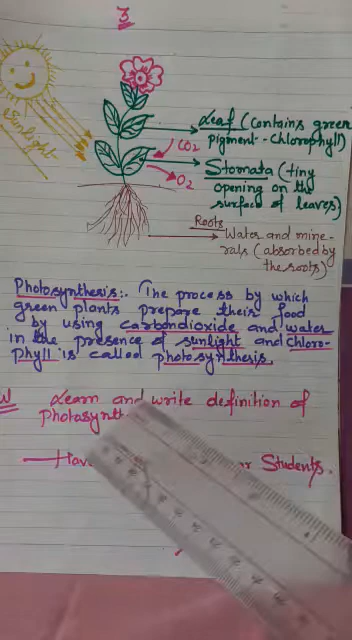 3
Sunlight
Leaf (Contains green
pigment - Chlorophyll)
CO2
Stomata (tiny
opening on the
surface of leaves)
O2
Roots
Water and mine-
rals (absorbed by
the roots)
Photosynthesis:- The process by which
green plants prepare their food
by using carbondioxide and water
in the presence of sunlight and chloro-
phyll is called photosynthesis.
Learn and write definition of
Students.